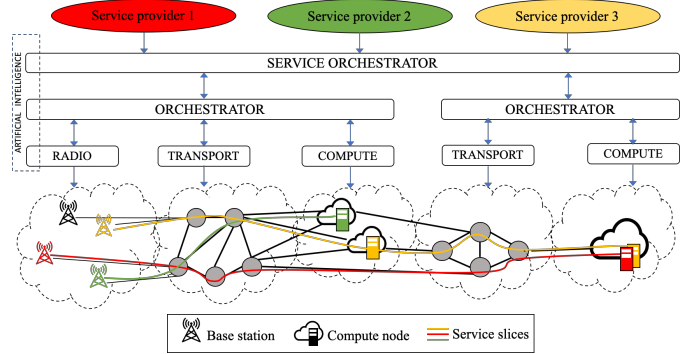 Service provider 1
Service provider 2
Service provider 3
SERVICE ORCHESTRATOR
ARTIFICIAL INTELLIGENCE
ORCHESTRATOR
ORCHESTRATOR
RADIO
TRANSPORT
COMPUTE
TRANSPORT
COMPUTE
Base station
Compute node
Service slices